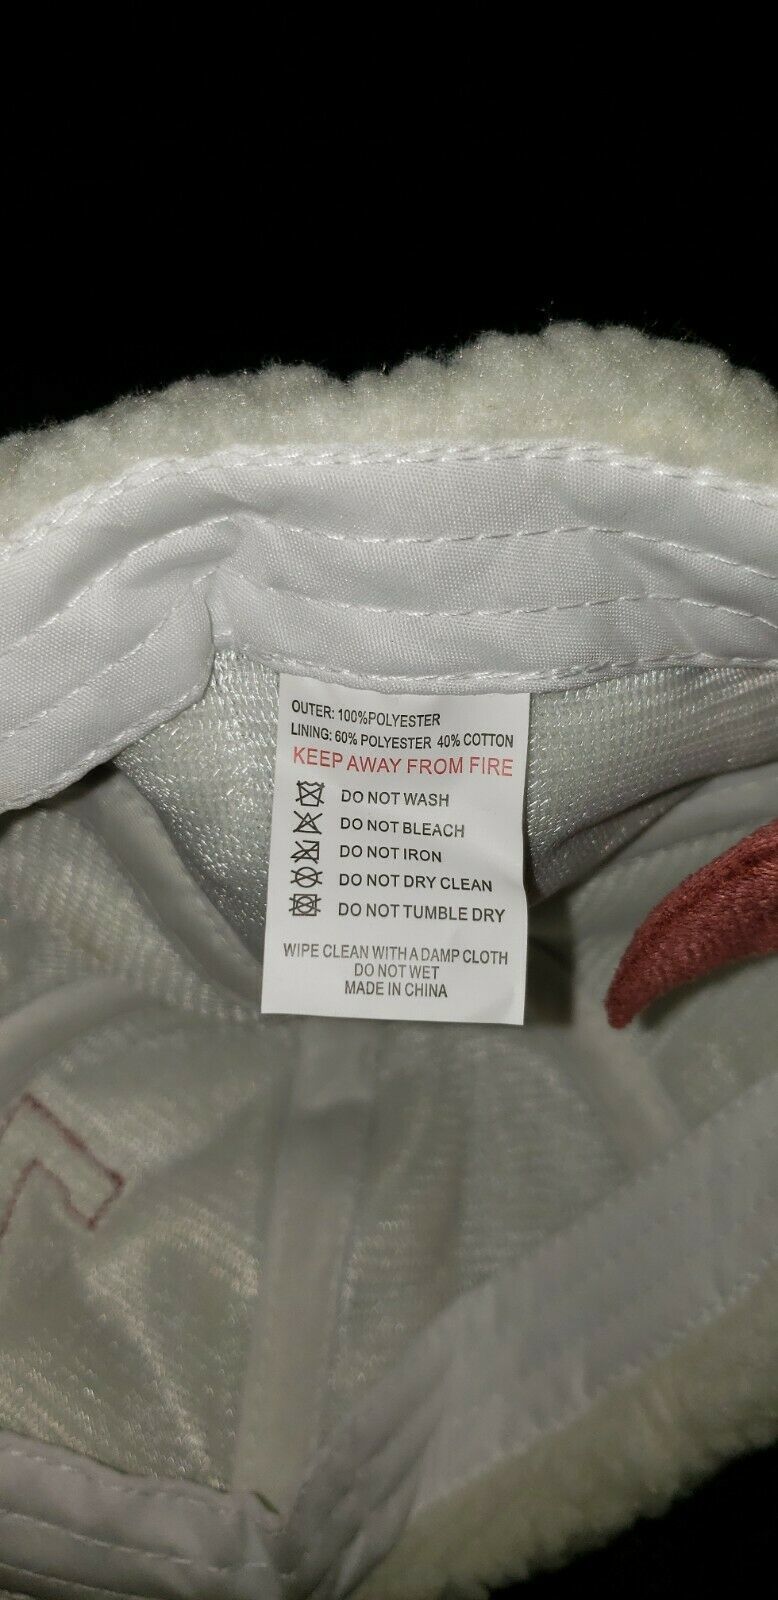 OUTER: 100%POLYESTER
LINING: 60% POLYESTER 40% COTTON
KEEP AWAY FROM FIRE
DO NOT WASH
DO NOT BLEACH
DO NOT IRON
DO NOT DRY CLEAN
DO NOT TUMBLE DRY
WIPE CLEAN WITH A DAMP CLOTH
DO NOT WET
MADE IN CHINA